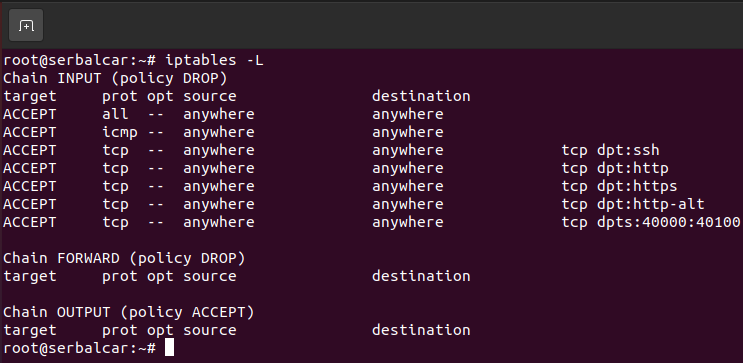 root@serbalcar:~# iptables -L
Chain INPUT (policy DROP)
target     prot opt source               destination
ACCEPT     all  --  anywhere             anywhere
ACCEPT     icmp --  anywhere             anywhere
ACCEPT     tcp  --  anywhere             anywhere             tcp dpt:ssh
ACCEPT     tcp  --  anywhere             anywhere             tcp dpt:http
ACCEPT     tcp  --  anywhere             anywhere             tcp dpt:https
ACCEPT     tcp  --  anywhere             anywhere             tcp dpt:http-alt
ACCEPT     tcp  --  anywhere             anywhere             tcp dpts:40000:40100
Chain FORWARD (policy DROP)
target     prot opt source               destination
Chain OUTPUT (policy ACCEPT)
target     prot opt source               destination
root@serbalcar:~#